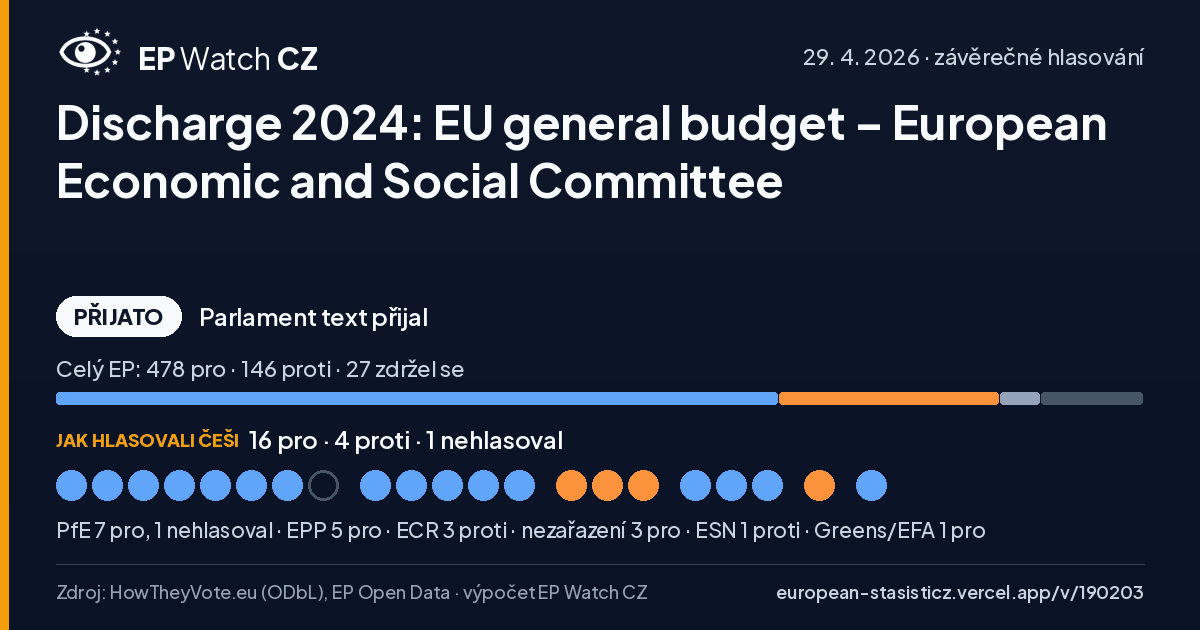 EP Watch CZ
29. 4. 2026 · závěrečné hlasování
Discharge 2024: EU general budget – European
Economic and Social Committee
PŘIJATO Parlament text přijal
Celý EP: 478 pro · 146 proti · 27 zdržel se
JAK HLASOVALI ČEŠI 16 pro · 4 proti · 1 nehlasoval
PfE 7 pro, 1 nehlasoval · EPP 5 pro · ECR 3 proti · nezařazení 3 pro · ESN 1 proti · Greens/EFA 1 pro
Zdroj: HowTheyVote.eu (ODbL), EP Open Data · výpočet EP Watch CZ
european-stasisticz.vercel.app/v/190203